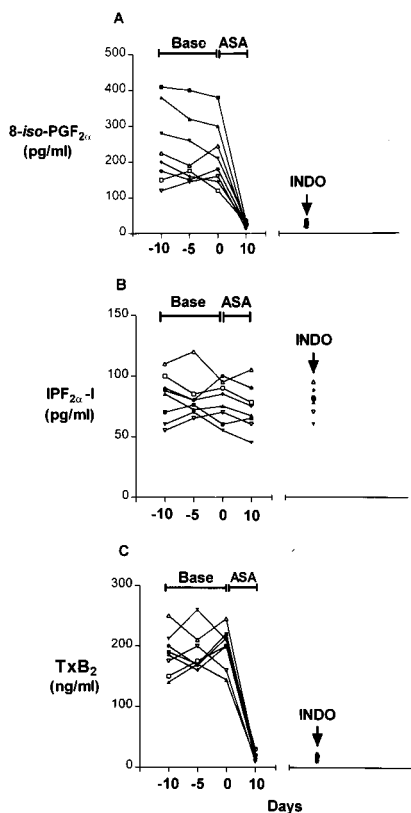 A
Base ASA
500
400
8-iso-PGF2α
(pg/ml)
300
200
INDO
100
0
-10 -5 0 10
B
Base ASA
150
INDO
100
IPF2α-I
(pg/ml)
50
0
-10 -5 0 10
C
Base ASA
300
200
TxB2
(ng/ml)
100
INDO
0
-10 -5 0 10
Days